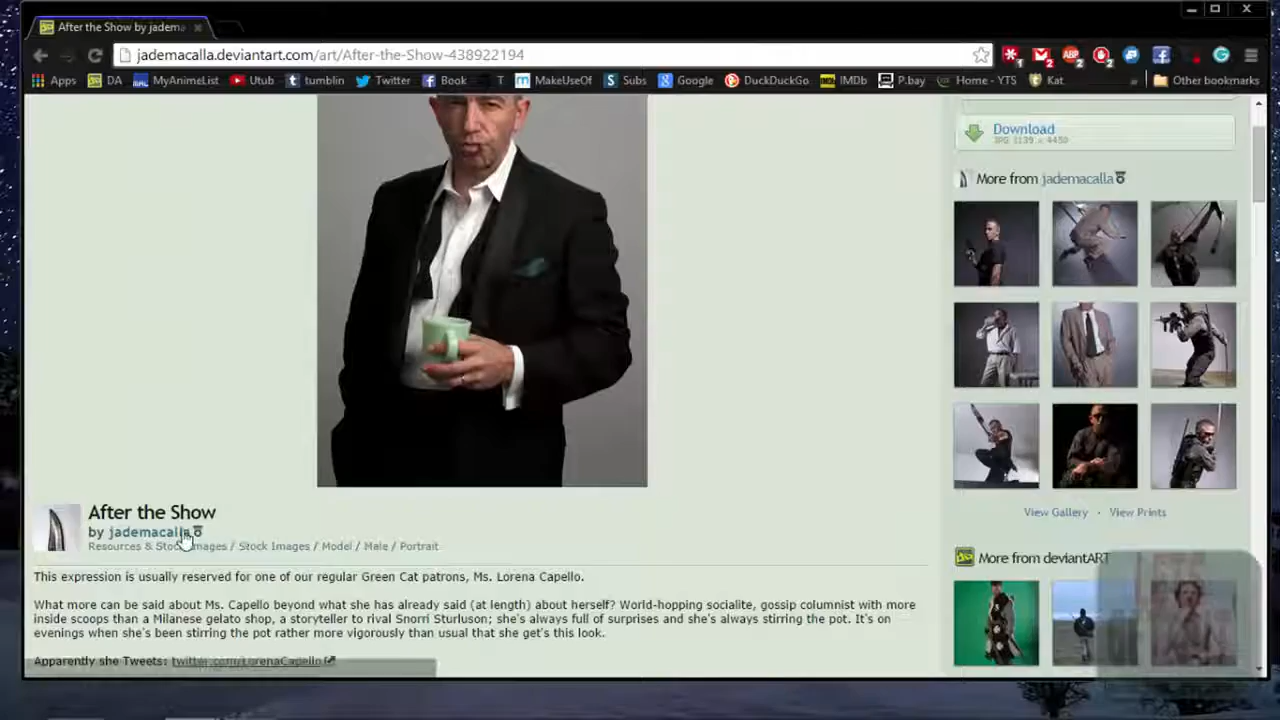 After the Show by jadema
jademacalla.deviantart.com/art/After-the-Show-438922194
Apps DA MyAnimeList Utub tumblin Twitter Book T MakeUseOf Subs Google DuckDuckGo IMDb P.bay Home - YTS Kat » Other bookmarks
Download
JPG 3139 × 4450
More from jademacalla
View Gallery · View Prints
After the Show
by jademacalla
Resources & Stock Images / Stock Images / Model / Male / Portrait
This expression is usually reserved for one of our regular Green Cat patrons, Ms. Lorena Capello.
What more can be said about Ms. Capello beyond what she has already said (at length) about herself? World-hopping socialite, gossip columnist with more
inside scoops than a Milanese gelato shop, a storyteller to rival Snorri Sturluson; she's always full of surprises and she's always stirring the pot. It's on
evenings when she's been stirring the pot rather more vigorously than usual that she get's this look.
Apparently she Tweets: twitter.com/LorenaCapello
More from deviantART